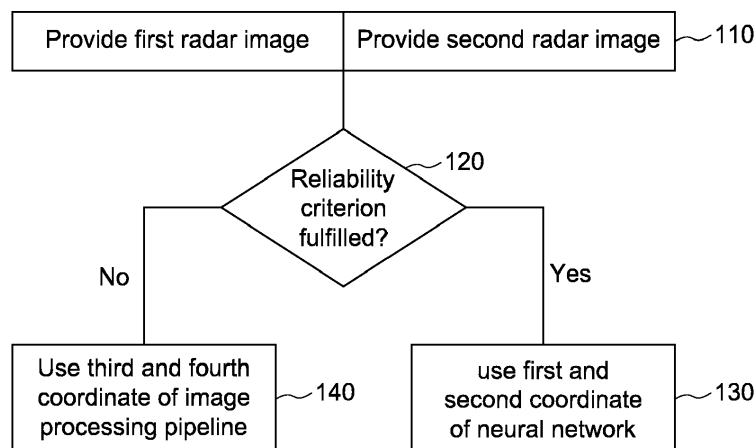 Provide first radar image
Provide second radar image
110
120
Reliability
criterion
fulfilled?
No
Yes
Use third and fourth
coordinate of image
processing pipeline
140
use first and
second coordinate
of neural network
130